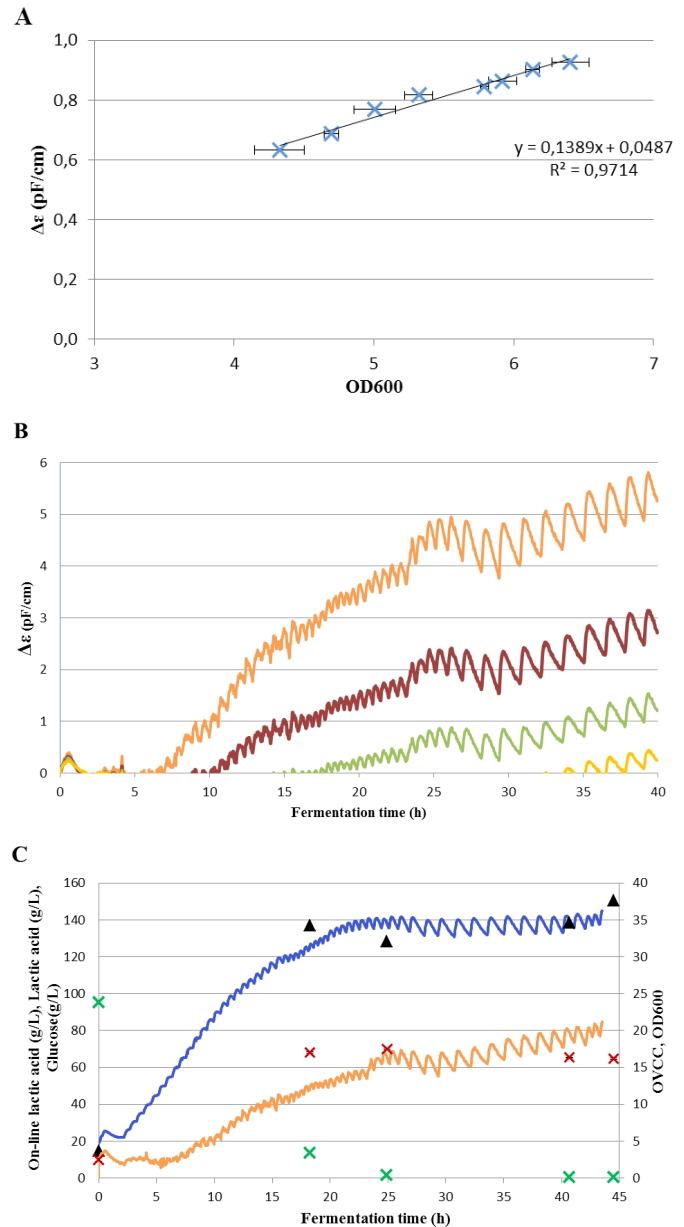 A
1,0
0,8
0,6
0,4
0,2
0,0
Δε (pF/cm)
y = 0,1389x + 0,0487
R² = 0,9714
3 4 5 6 7
OD600
B
6
5
4
3
2
1
0
Δε (pF/cm)
0 5 10 15 20 25 30 35 40
Fermentation time (h)
C
160
140
120
100
80
60
40
20
0
On-line lactic acid (g/L), Lactic acid (g/L),
Glucose(g/L)
40
35
30
25
20
15
10
5
0
OVCC, OD600
0 5 10 15 20 25 30 35 40 45
Fermentation time (h)